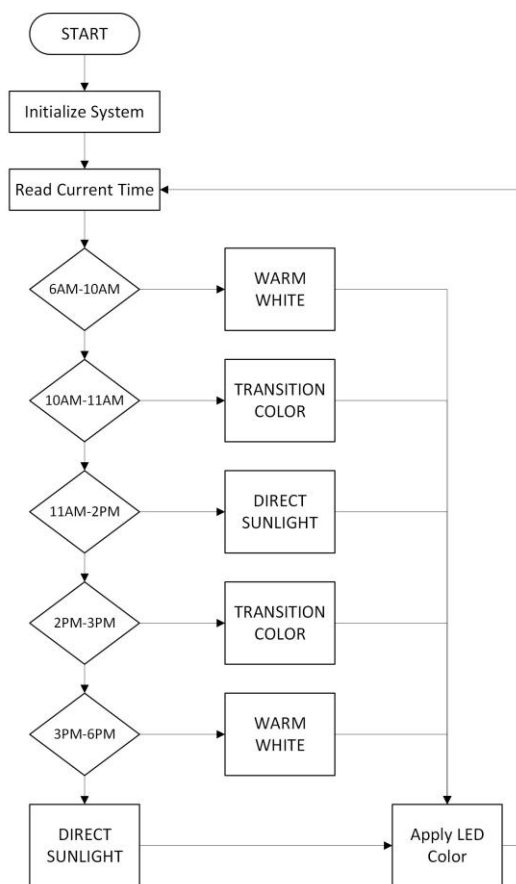 START
Initialize System
Read Current Time
6AM-10AM
WARM
WHITE
10AM-11AM
TRANSITION
COLOR
11AM-2PM
DIRECT
SUNLIGHT
2PM-3PM
TRANSITION
COLOR
3PM-6PM
WARM
WHITE
DIRECT
SUNLIGHT
Apply LED
Color